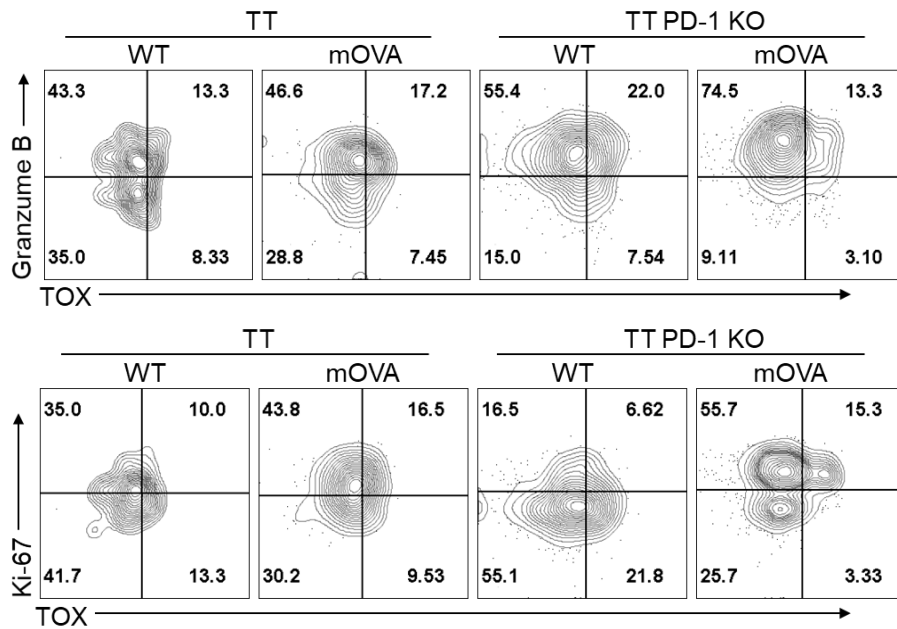 TT TT PD-1 KO
WT mOVA WT mOVA
43.3 13.3 46.6 17.2 55.4 22.0 74.5 13.3
Granzume B
35.0 8.33 28.8 7.45 15.0 7.54 9.11 3.10
TOX
TT TT PD-1 KO
WT mOVA WT mOVA
35.0 10.0 43.8 16.5 16.5 6.62 55.7 15.3
Ki-67
41.7 13.3 30.2 9.53 55.1 21.8 25.7 3.33
TOX